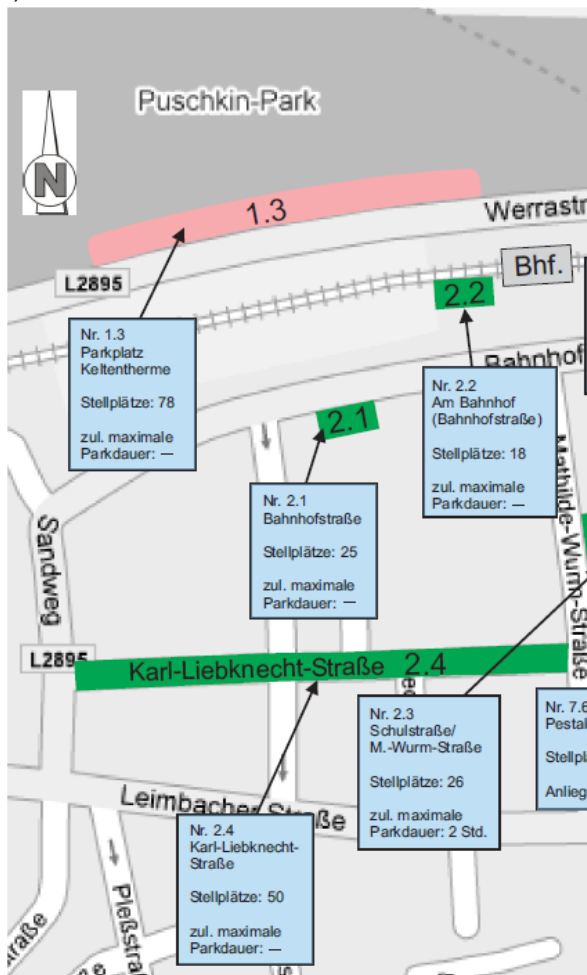 Puschkin-Park
N
1.3
Werrastr
L2895
Bhf.
2.2
Nr. 1.3
Parkplatz
Keltentherme
Stellplätze: 78
zul. maximale
Parkdauer: —
Bahnhof
Nr. 2.2
Am Bahnhof
(Bahnhofstraße)
Stellplätze: 18
zul. maximale
Parkdauer: —
2.1
Mathilde-Wurm-Straße
Nr. 2.1
Bahnhofstraße
Stellplätze: 25
zul. maximale
Parkdauer: —
Sandweg
L2895
Karl-Liebknecht-Straße 2.4
Nr. 2.3
Schulstraße/
M.-Wurm-Straße
Stellplätze: 26
zul. maximale
Parkdauer: 2 Std.
Nr. 7.6
Pestal
Stellpl
Anlieg
Leimbacher Straße
Nr. 2.4
Karl-Liebknecht-
Straße
Stellplätze: 50
zul. maximale
Parkdauer: —
Pleßstra
straße